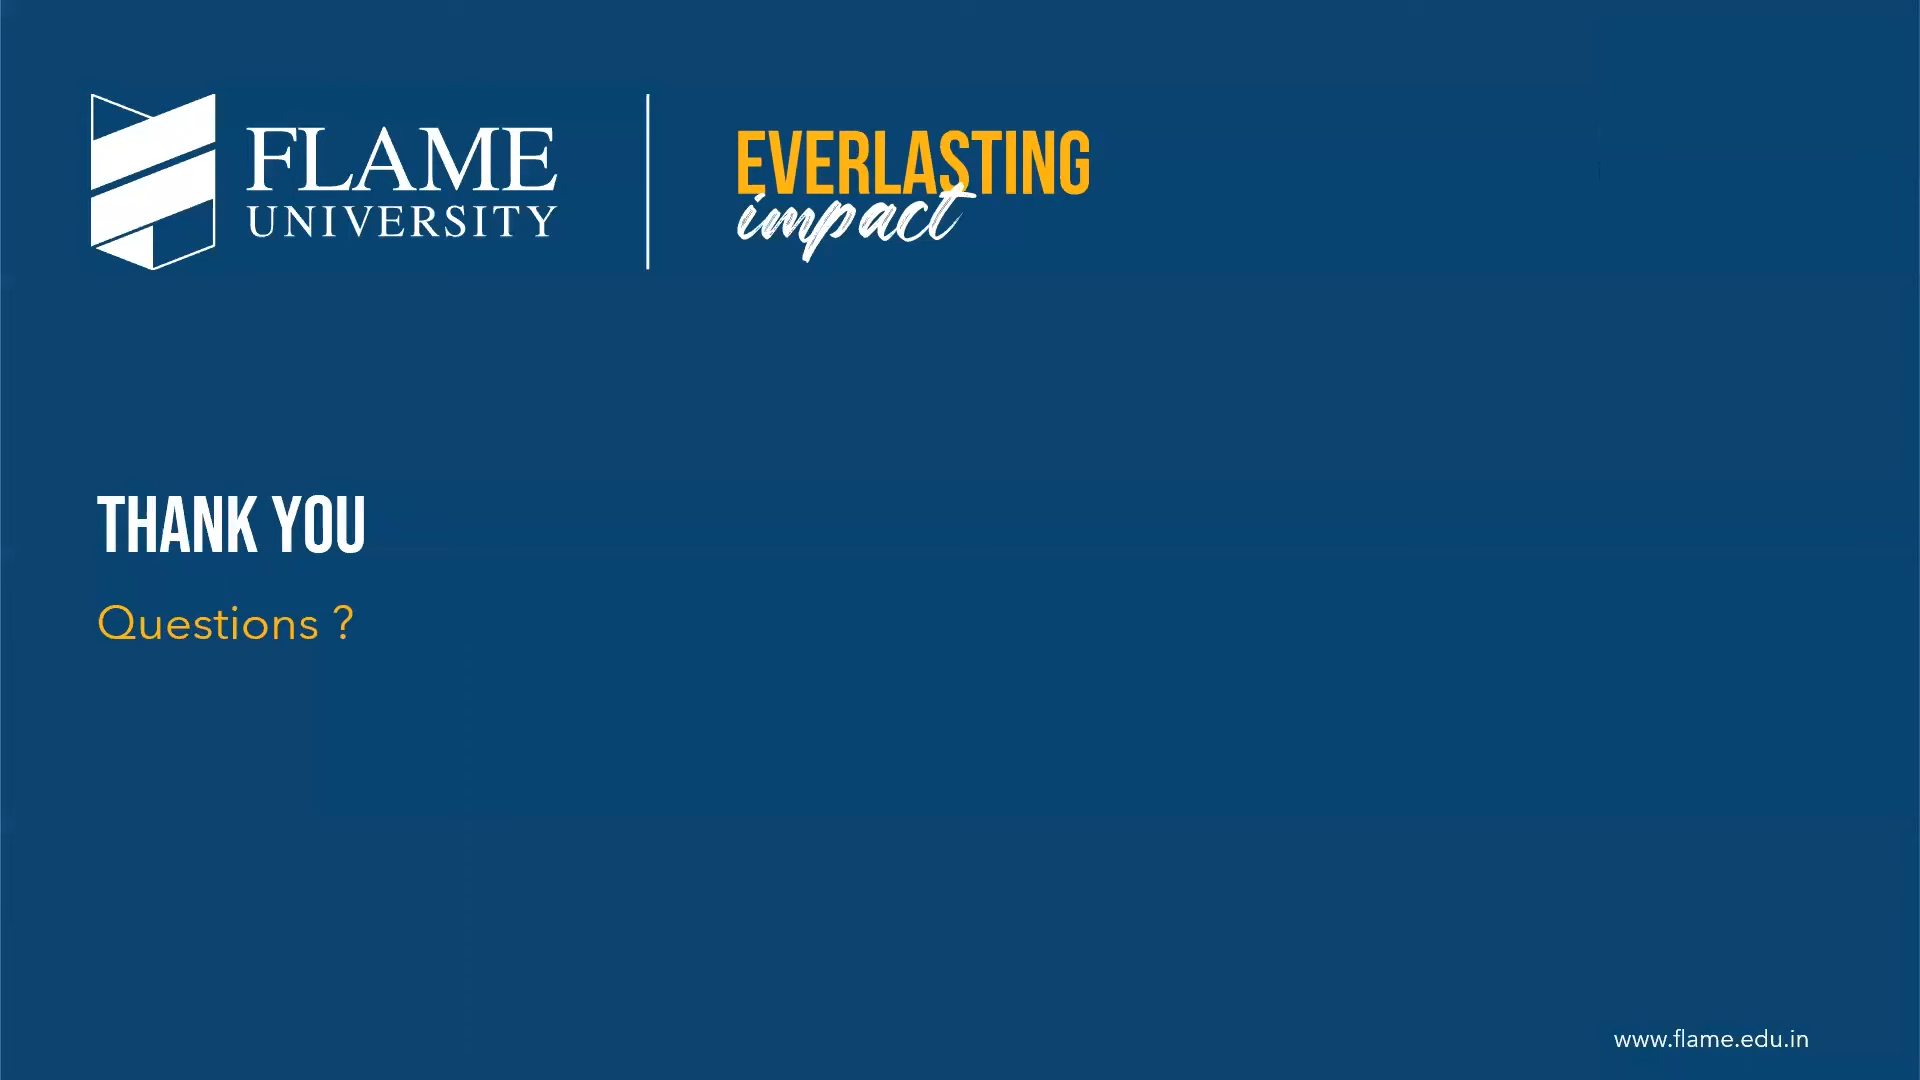 FLAME
UNIVERSITY
EVERLASTING
impact
THANK YOU
Questions ?
www.flame.edu.in